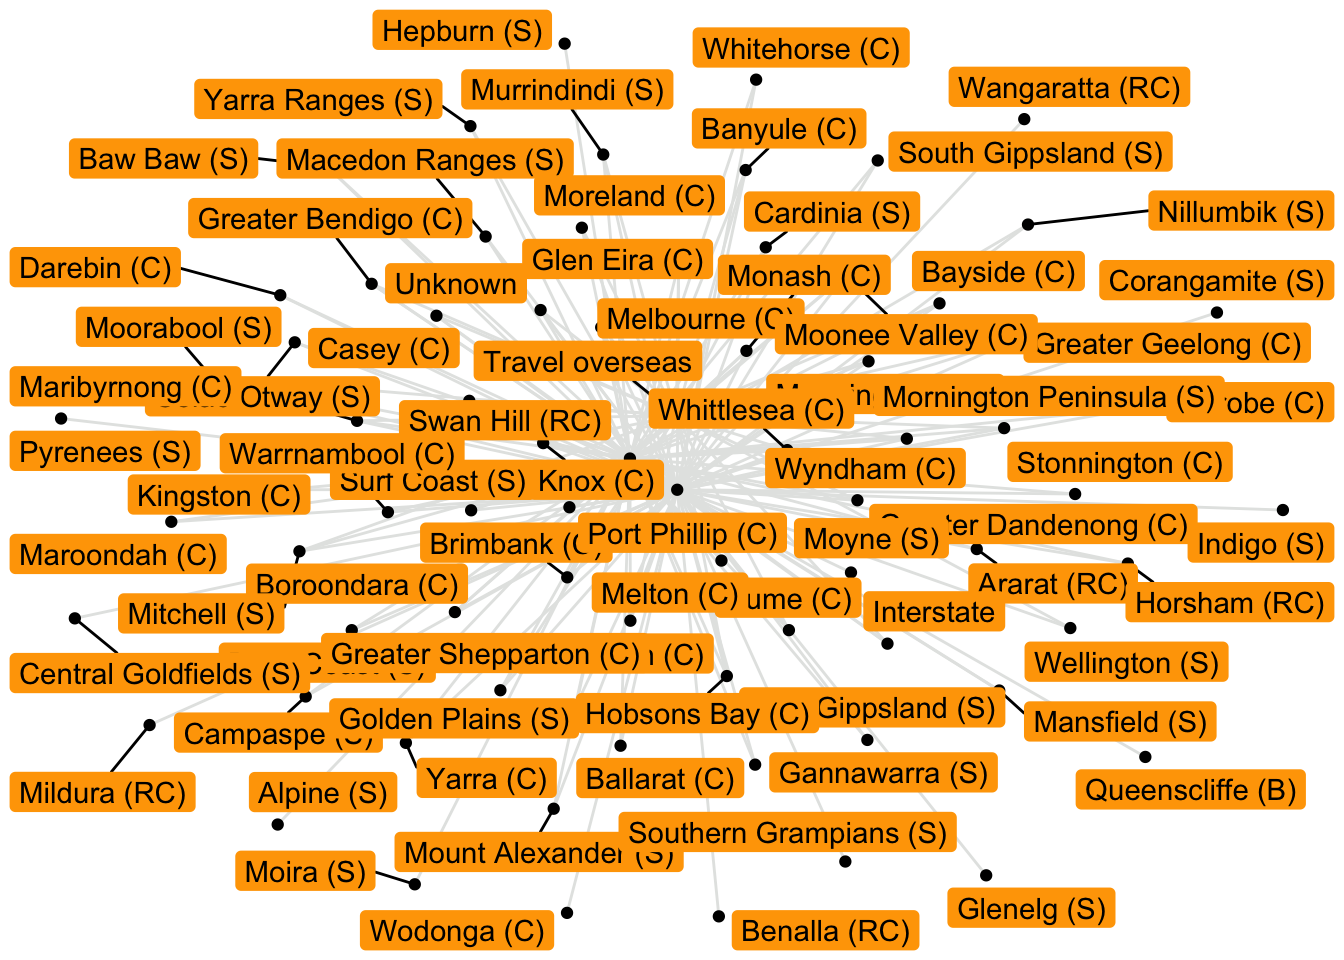 Hepburn (S)
Whitehorse (C)
Yarra Ranges (S)
Murrindindi (S)
Wangaratta (RC)
Banyule (C)
South Gippsland (S)
Baw Baw (S)
Macedon Ranges (S)
Moreland (C)
Cardinia (S)
Nillumbik (S)
Greater Bendigo (C)
Glen Eira (C)
Darebin (C)
Unknown
Monash (C)
Bayside (C)
Corangamite (S)
Moorabool (S)
Casey (C)
Melbourne (C)
Moonee Valley (C)
Greater Geelong (C)
Travel overseas
Maribyrnong (C)
Otway (S)
Swan Hill (RC)
Whittlesea (C)
Mornington Peninsula (S)
(C)
Pyrenees (S)
Warrnambool (C)
Surf Coast (S)
Knox (C)
Wyndham (C)
Stonnington (C)
Kingston (C)
Maroondah (C)
Brimbank (C)
Port Phillip (C)
Moyne (S)
Dandenong (C)
Indigo (S)
Boroondara (C)
Mitchell (S)
Melton (C)
(C)
Interstate
Ararat (RC)
Horsham (RC)
Central Goldfields (S)
Greater Shepparton (C)
(C)
Wellington (S)
Campaspe (S)
Golden Plains (S)
Hobsons Bay (C)
Gippsland (S)
Mansfield (S)
Mildura (RC)
Alpine (S)
Yarra (C)
Ballarat (C)
Gannawarra (S)
Queenscliffe (B)
Moira (S)
Mount Alexander (S)
Southern Grampians (S)
Wodonga (C)
Benalla (RC)
Glenelg (S)